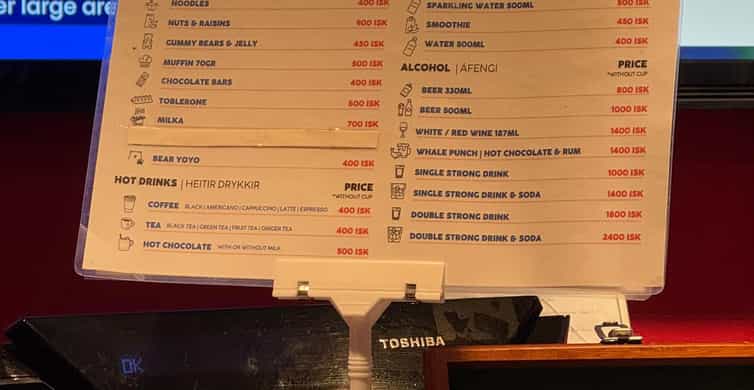 er large are
NOODLES 400 ISK
NUTS & RAISINS 900 ISK
GUMMY BEARS & JELLY 450 ISK
MUFFIN 70GR 500 ISK
CHOCOLATE BARS 400 ISK
TOBLERONE 500 ISK
MILKA 700 ISK
BEAR YOYO 400 ISK
HOT DRINKS | HEITIR DRYKKIR PRICE
*WITHOUT CUP
COFFEE BLACK | AMERICANO | CAPPUCCINO | LATTE | ESPRESSO 400 ISK
TEA BLACK TEA | GREEN TEA | FRUIT TEA | GINGER TEA 400 ISK
HOT CHOCOLATE WITH OR WITHOUT MILK 500 ISK
SPARKLING WATER 500ML 500 ISK
SMOOTHIE 450 ISK
WATER 500ML 400 ISK
ALCOHOL | ÁFENGI PRICE
*WITHOUT CUP
BEER 330ML 800 ISK
BEER 500ML 1000 ISK
WHITE / RED WINE 187ML 1400 ISK
WHALE PUNCH | HOT CHOCOLATE & RUM 1400 ISK
SINGLE STRONG DRINK 1000 ISK
SINGLE STRONG DRINK & SODA 1400 ISK
DOUBLE STRONG DRINK 1800 ISK
DOUBLE STRONG DRINK & SODA 2400 ISK
TOSHIBA
OK